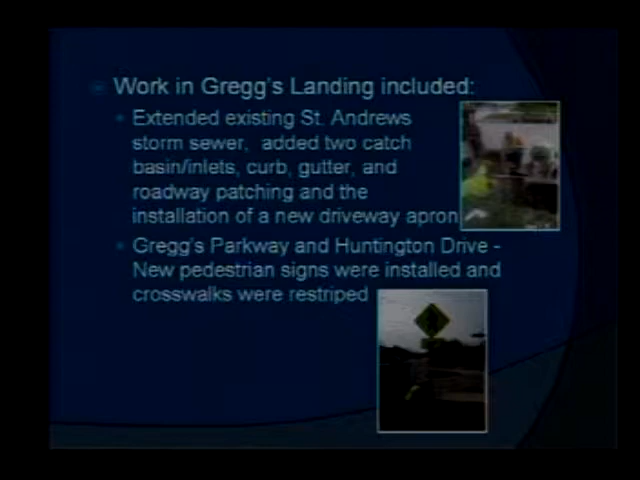 Work in Gregg's Landing included:
Extended existing St. Andrews
storm sewer, added two catch
basin/inlets, curb, gutter, and
roadway patching and the
installation of a new driveway apron
Gregg's Parkway and Huntington Drive -
New pedestrian signs were installed and
crosswalks were restriped